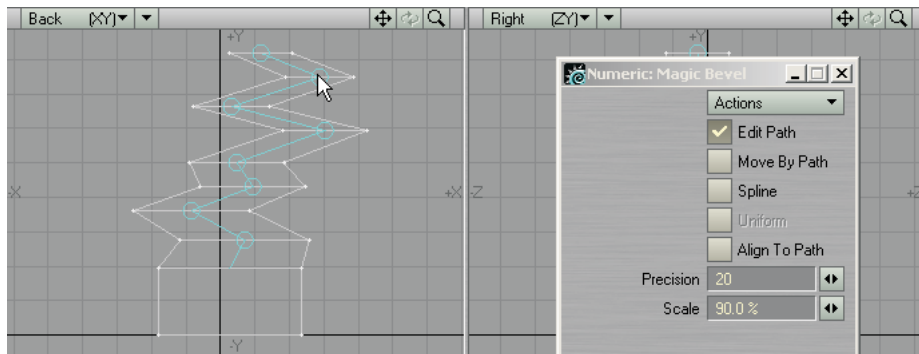 Back (XY)
Right (ZY)
+Y
+Y
Numeric: Magic Bevel
Actions
Edit Path
Move By Path
-X
+X
-Z
+Z
Spline
Uniform
Align To Path
Precision 20
Scale 90.0 %
-Y